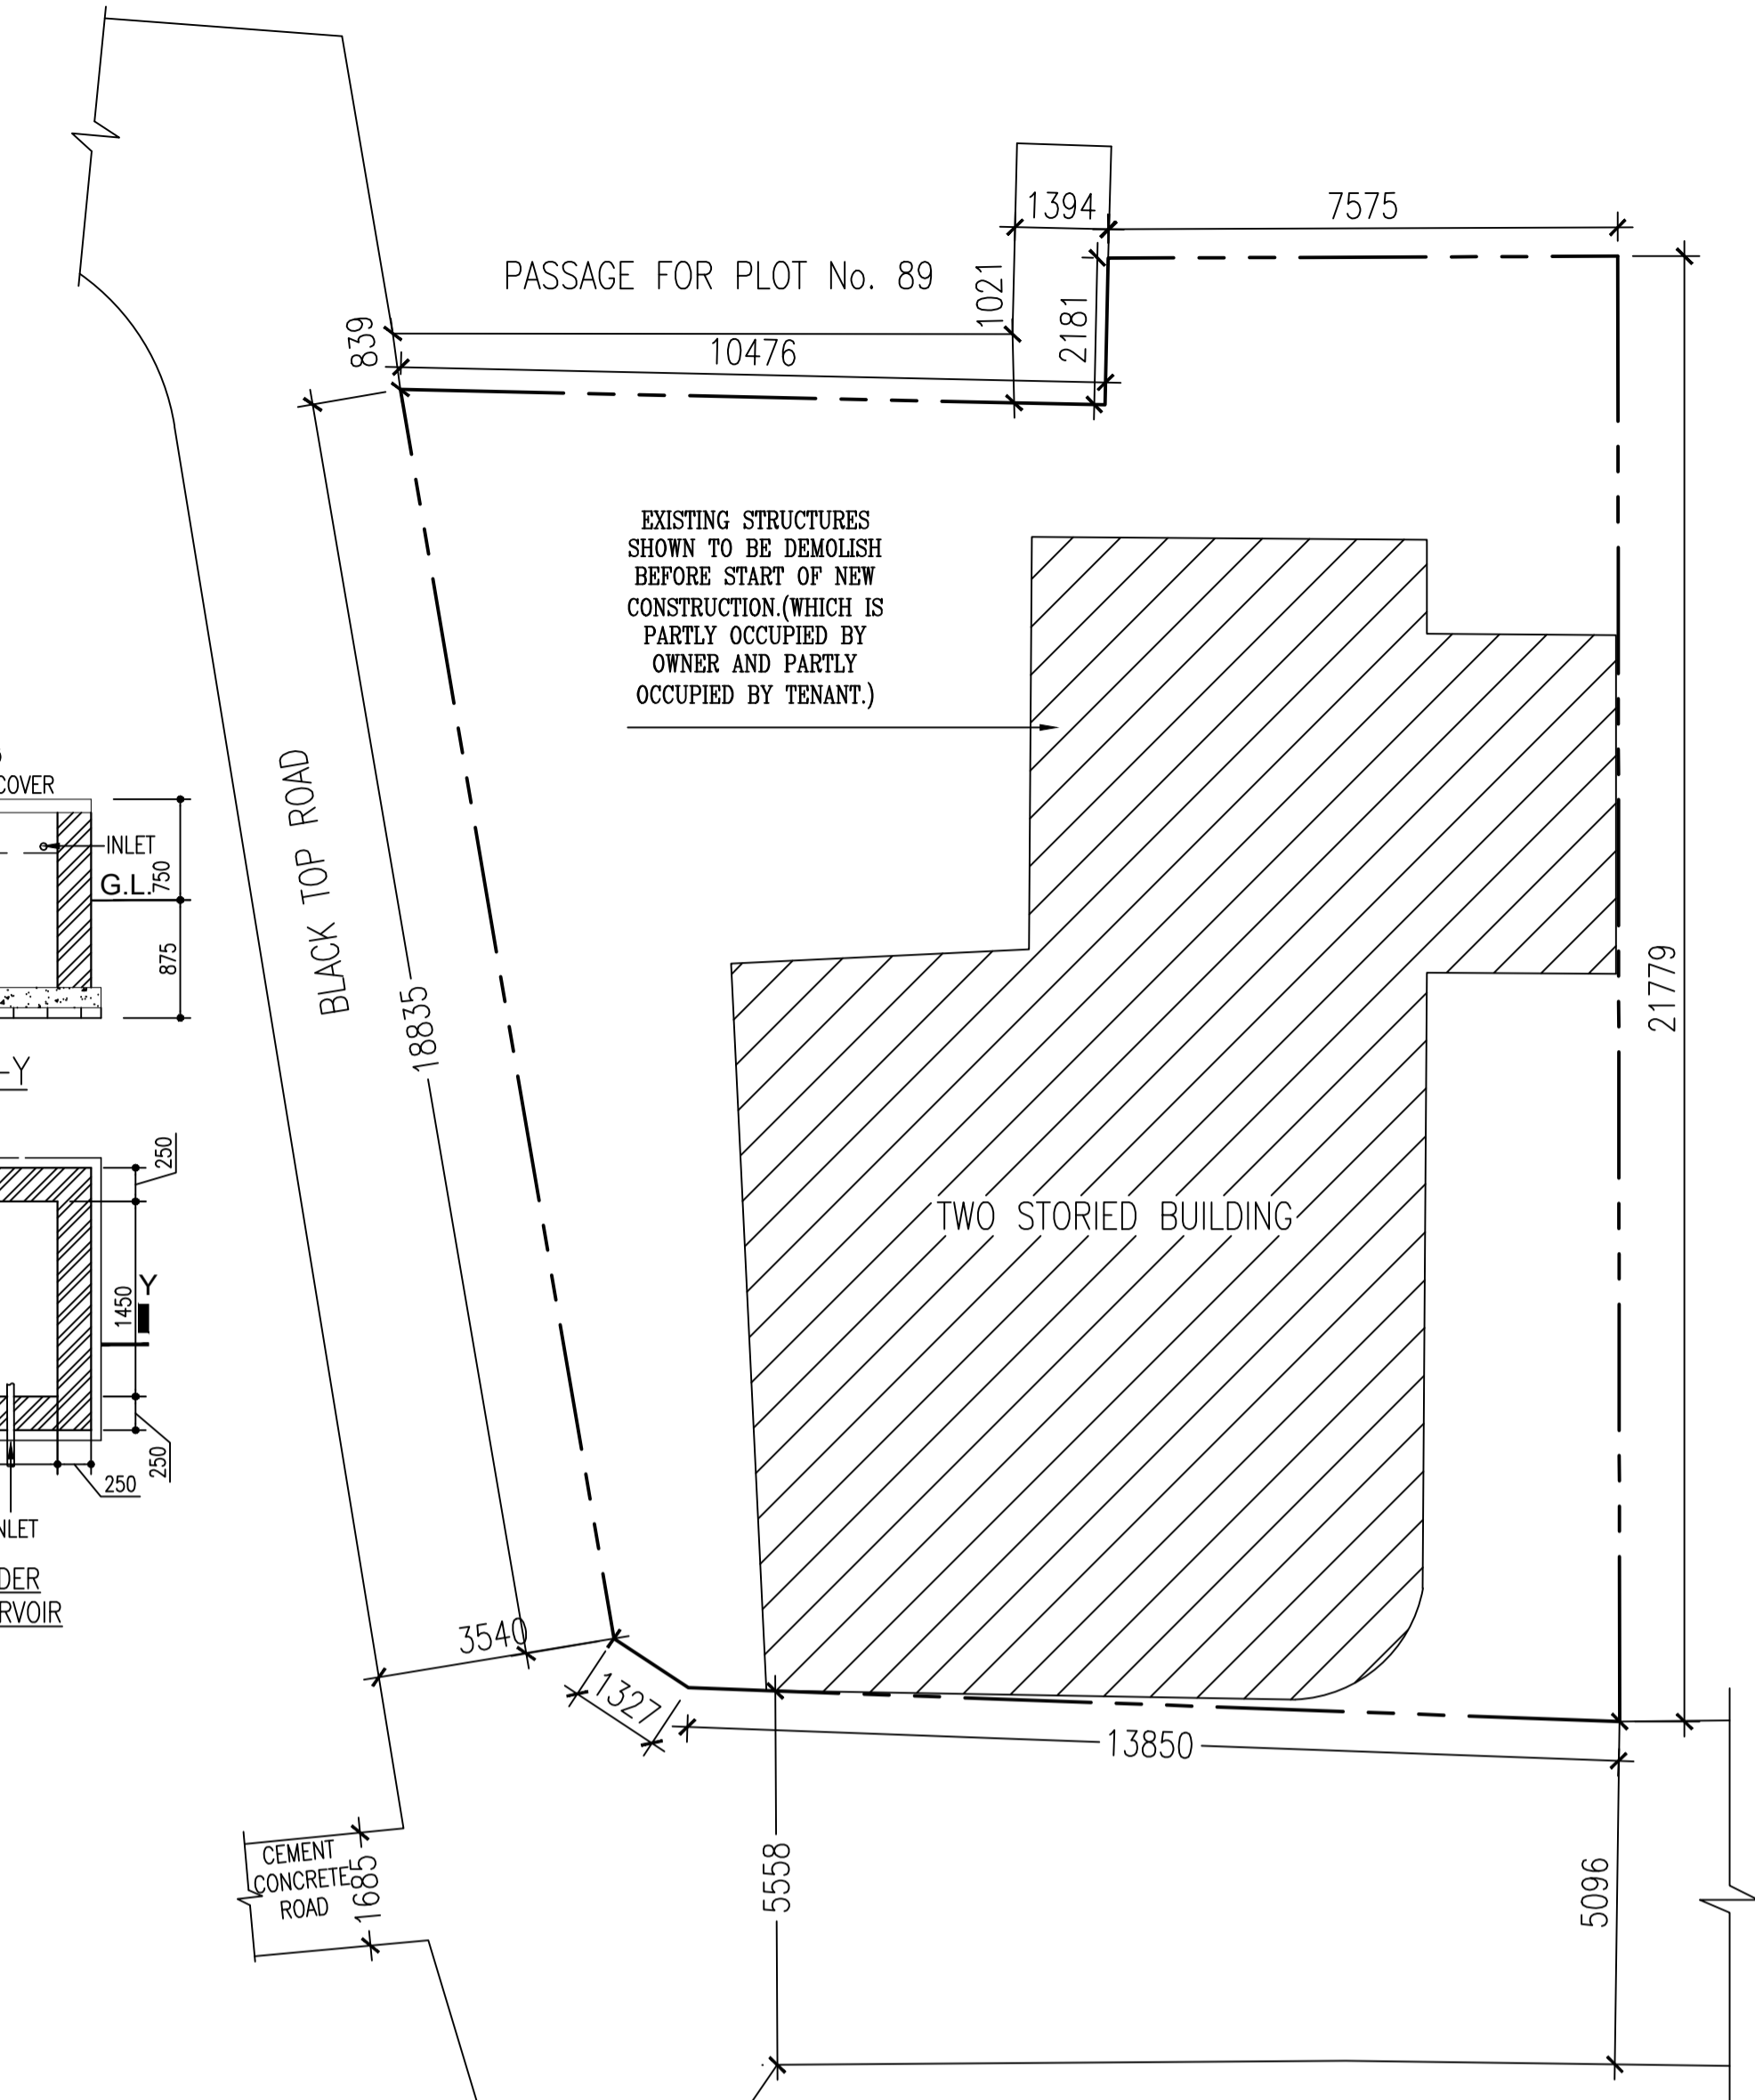 1394
7575
PASSAGE FOR PLOT No. 89
1021
2181
839
10476
EXISTING STRUCTURES
SHOWN TO BE DEMOLISH
BEFORE START OF NEW
CONSTRUCTION.(WHICH IS
PARTLY OCCUPIED BY
OWNER AND PARTLY
OCCUPIED BY TENANT.)
BLACK TOP ROAD
18835
21779
COVER
INLET
G.L.
750
875
-Y
250
1450
Y
250
250
TWO STORIED BUILDING
3540
1327
13850
5558
5096
CEMENT
CONCRETE
ROAD
1685